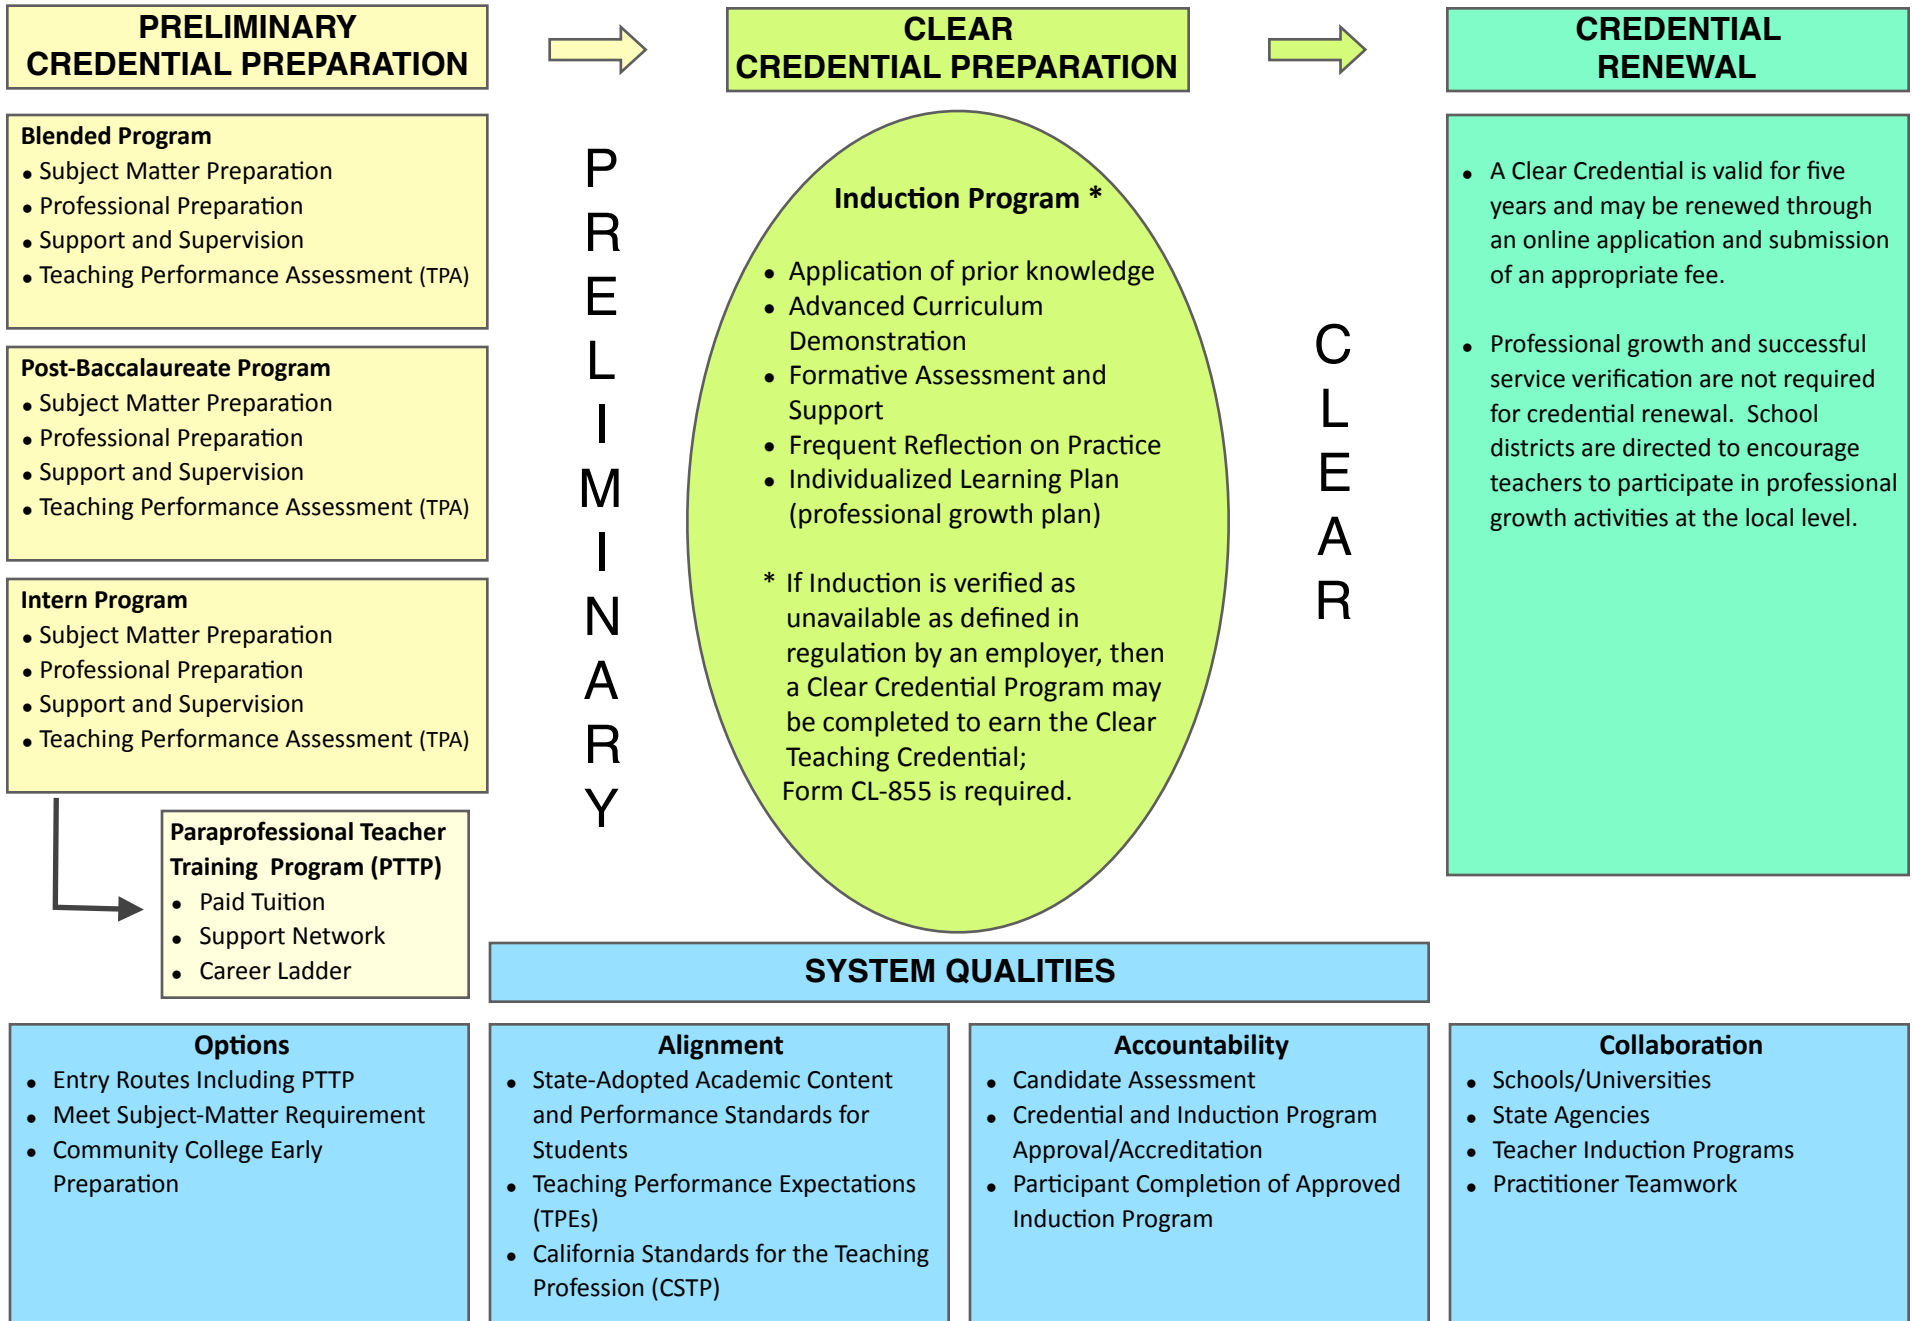 PRELIMINARY
CREDENTIAL PREPARATION
CLEAR
CREDENTIAL PREPARATION
CREDENTIAL
RENEWAL
Blended Program
• Subject Matter Preparation
• Professional Preparation
• Support and Supervision
• Teaching Performance Assessment (TPA)
Post-Baccalaureate Program
• Subject Matter Preparation
• Professional Preparation
• Support and Supervision
• Teaching Performance Assessment (TPA)
Intern Program
• Subject Matter Preparation
• Professional Preparation
• Support and Supervision
• Teaching Performance Assessment (TPA)
Paraprofessional Teacher
Training Program (PTTP)
• Paid Tuition
• Support Network
• Career Ladder
PRELIMINARY
Induction Program *
• Application of prior knowledge
• Advanced Curriculum
Demonstration
• Formative Assessment and
Support
• Frequent Reflection on Practice
• Individualized Learning Plan
(professional growth plan)
* If Induction is verified as
unavailable as defined in
regulation by an employer, then
a Clear Credential Program may
be completed to earn the Clear
Teaching Credential;
Form CL-855 is required.
CLEAR
• A Clear Credential is valid for five
years and may be renewed through
an online application and submission
of an appropriate fee.
• Professional growth and successful
service verification are not required
for credential renewal. School
districts are directed to encourage
teachers to participate in professional
growth activities at the local level.
SYSTEM QUALITIES
Options
• Entry Routes Including PTTP
• Meet Subject-Matter Requirement
• Community College Early
Preparation
Alignment
• State-Adopted Academic Content
and Performance Standards for
Students
• Teaching Performance Expectations
(TPEs)
• California Standards for the Teaching
Profession (CSTP)
Accountability
• Candidate Assessment
• Credential and Induction Program
Approval/Accreditation
• Participant Completion of Approved
Induction Program
Collaboration
• Schools/Universities
• State Agencies
• Teacher Induction Programs
• Practitioner Teamwork